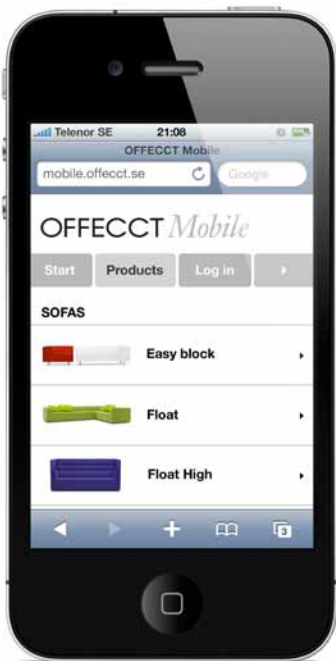 Telenor SE 21:08
OFFECCT Mobile
mobile.offecct.se Google
OFFECCT Mobile
Start Products Log in
SOFAS
Easy block
Float
Float High
3